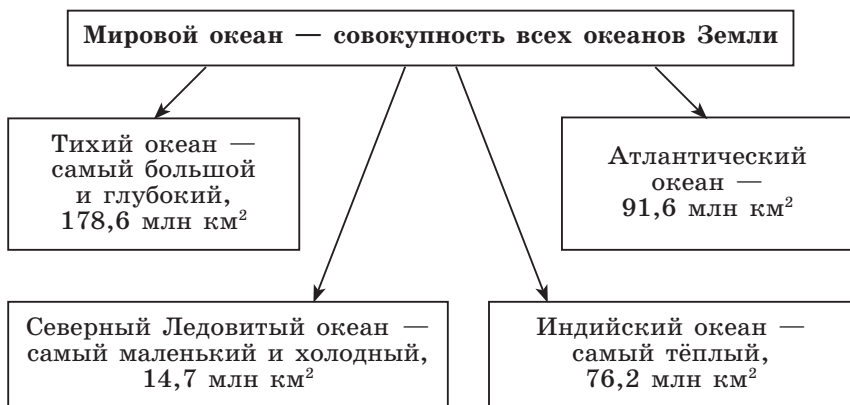 Мировой океан — совокупность всех океанов Земли
Тихий океан —
самый большой
и глубокий,
178,6 млн км²
Атлантический
океан —
91,6 млн км²
Северный Ледовитый океан —
самый маленький и холодный,
14,7 млн км²
Индийский океан —
самый тёплый,
76,2 млн км²